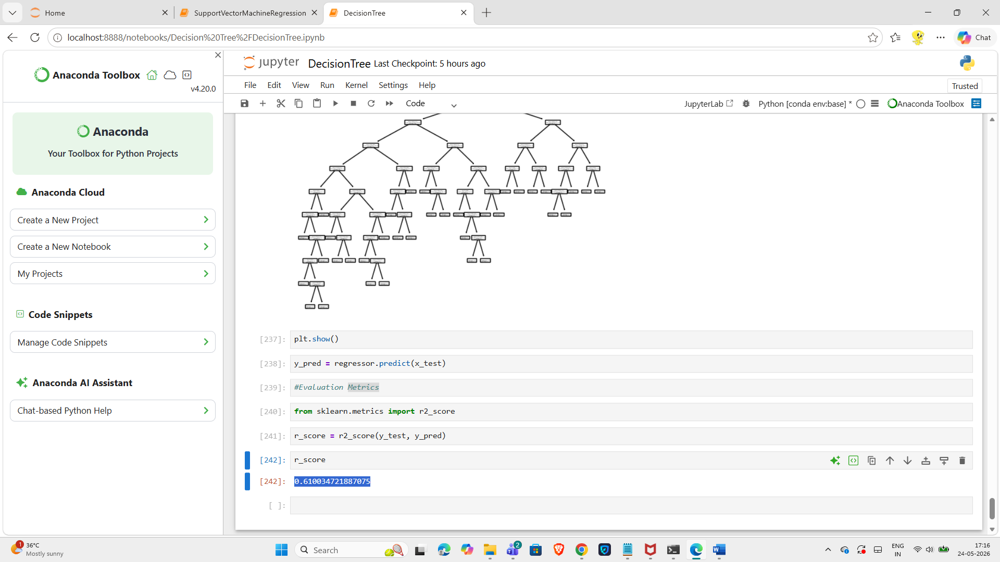 Home
SupportVectorMachineRegression
DecisionTree
localhost:8888/notebooks/Decision%20Tree%2FDecisionTree.ipynb
Chat
Anaconda Toolbox
v4.20.0
Anaconda
Your Toolbox for Python Projects
Anaconda Cloud
Create a New Project
Create a New Notebook
My Projects
Code Snippets
Manage Code Snippets
Anaconda AI Assistant
Chat-based Python Help
jupyter DecisionTree Last Checkpoint: 5 hours ago
File Edit View Run Kernel Settings Help
Trusted
Code
JupyterLab
Python [conda env:base] *
Anaconda Toolbox
[237]: plt.show()
[238]: y_pred = regressor.predict(x_test)
[239]: #Evaluation Metrics
[240]: from sklearn.metrics import r2_score
[241]: r_score = r2_score(y_test, y_pred)
[242]: r_score
[242]: 0.610034721887075
[ ]:
1
36°C
Mostly sunny
Search
2
ENG
IN
17:16
24-05-2026